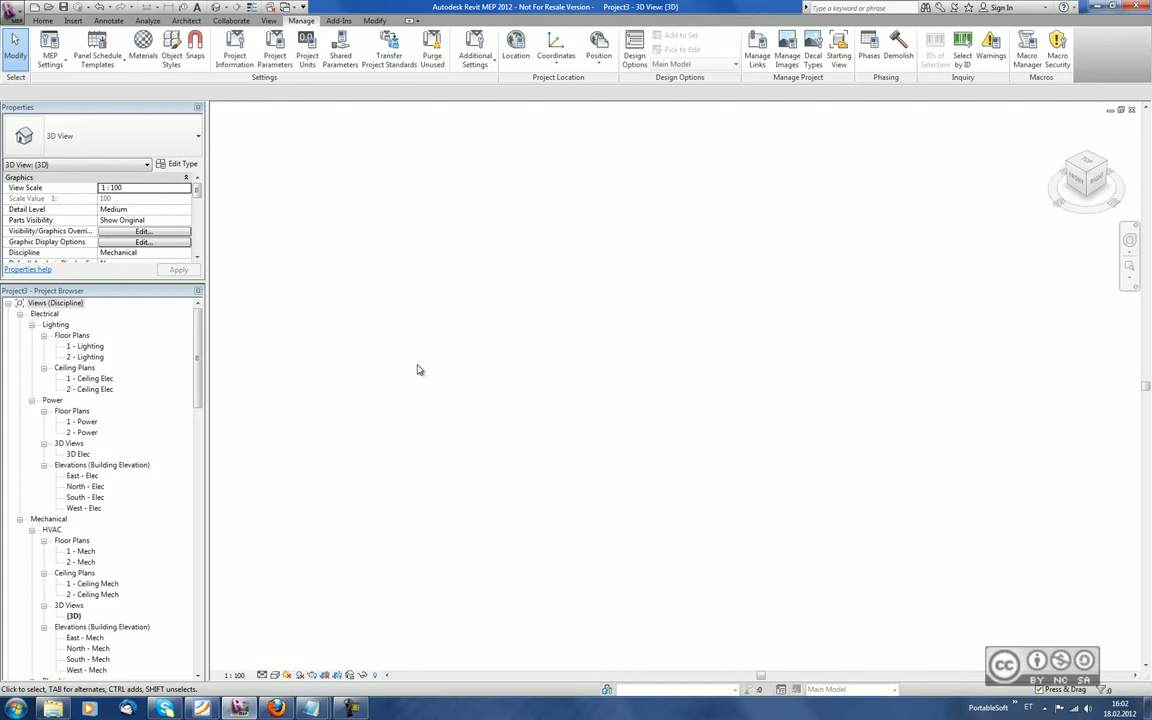 Autodesk Revit MEP 2012 - Not For Resale Version - Project3 - 3D View: {3D}
Type a keyword or phrase
Sign In
Home Insert Annotate Analyze Architect Collaborate View Manage Add-Ins Modify
Modify
MEP Settings
Panel Schedule Templates
Materials
Object Styles
Snaps
Project Information
Project Parameters
Project Units
Shared Parameters
Transfer Project Standards
Purge Unused
Additional Settings
Location
Coordinates
Position
Design Options
Add to Set
Pick to Edit
Main Model
Manage Links
Manage Images
Decal Types
Starting View
Phases
Demolish
IDs of Selection
Select by ID
Warnings
Macro Manager
Macro Security
Select Settings Project Location Design Options Manage Project Phasing Inquiry Macros
Properties
3D View
3D View: {3D} Edit Type
Graphics
View Scale 1 : 100
Scale Value 1: 100
Detail Level Medium
Parts Visibility Show Original
Visibility/Graphics Overri... Edit...
Graphic Display Options Edit...
Discipline Mechanical
Properties help Apply
Project3 - Project Browser
Views (Discipline)
Electrical
Lighting
Floor Plans
1 - Lighting
2 - Lighting
Ceiling Plans
1 - Ceiling Elec
2 - Ceiling Elec
Power
Floor Plans
1 - Power
2 - Power
3D Views
3D Elec
Elevations (Building Elevation)
East - Elec
North - Elec
South - Elec
West - Elec
Mechanical
HVAC
Floor Plans
1 - Mech
2 - Mech
Ceiling Plans
1 - Ceiling Mech
2 - Ceiling Mech
3D Views
{3D}
Elevations (Building Elevation)
East - Mech
North - Mech
South - Mech
West - Mech
TOP
FRONT
RIGHT
1 : 100
cc
BY NC SA
Click to select, TAB for alternates, CTRL adds, SHIFT unselects.
:0
Main Model
Press & Drag
:0
PortableSoft
ET
16:02
18.02.2012